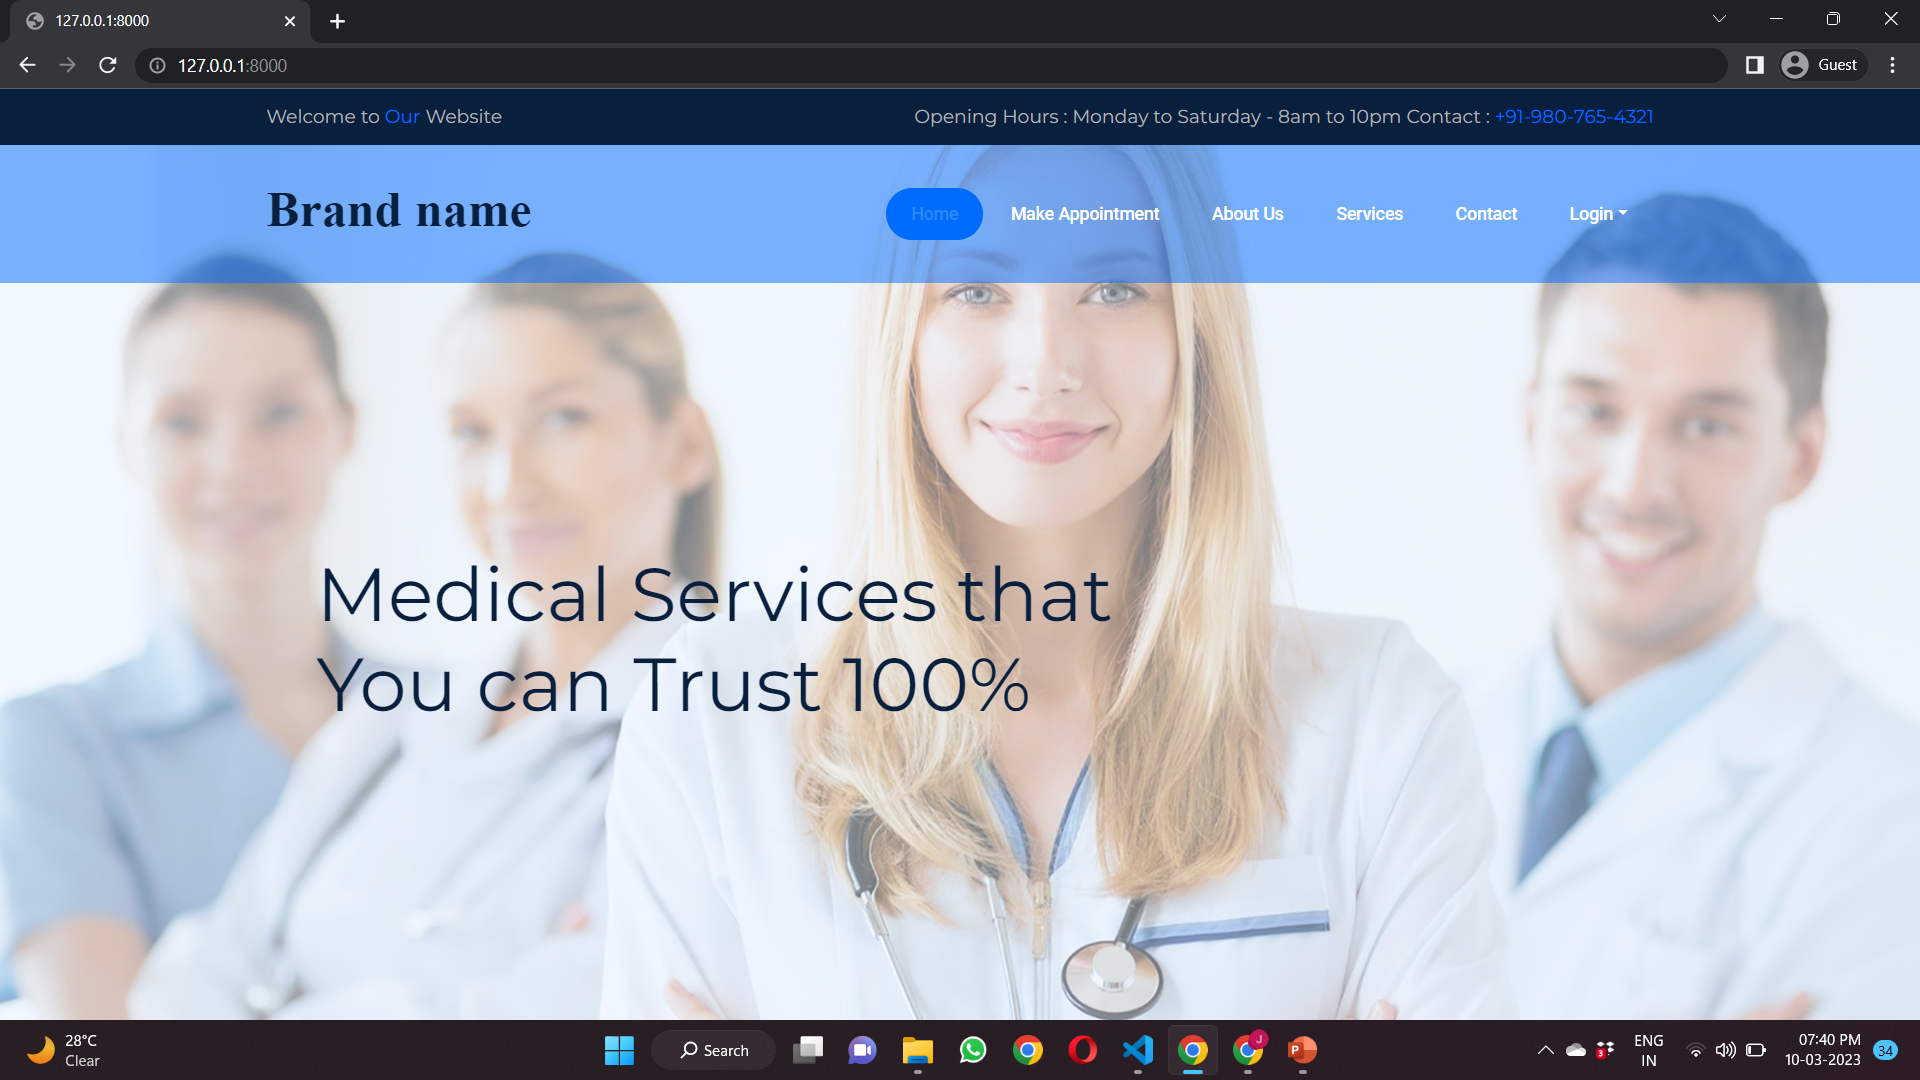 127.0.0.1:8000
127.0.0.1:8000
Guest
Welcome to Our Website
Opening Hours : Monday to Saturday - 8am to 10pm Contact : +91-980-765-4321
Brand name
Home
Make Appointment
About Us
Services
Contact
Login
Medical Services that
You can Trust 100%
28°C
Clear
Search
J
P
3
ENG
IN
07:40 PM
10-03-2023
34